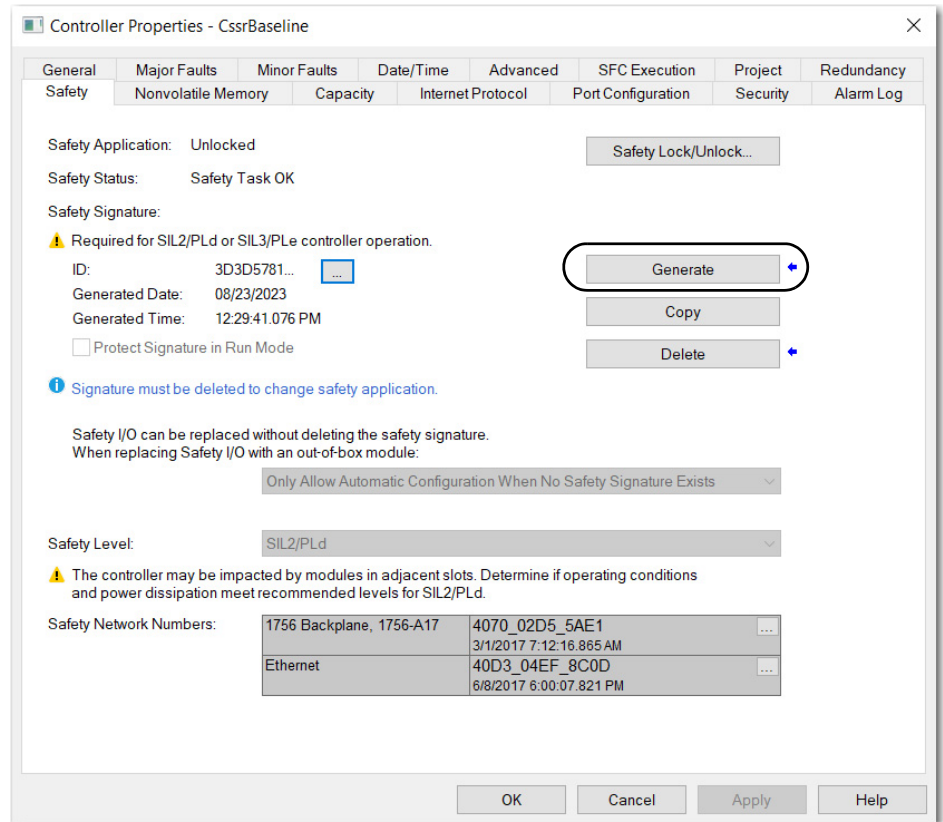 Controller Properties - CssrBaseline
General Major Faults Minor Faults Date/Time Advanced SFC Execution Project Redundancy
Safety Nonvolatile Memory Capacity Internet Protocol Port Configuration Security Alarm Log
Safety Application: Unlocked Safety Lock/Unlock...
Safety Status: Safety Task OK
Safety Signature:
Required for SIL2/PLd or SIL3/PLe controller operation.
ID: 3D3D5781... ... Generate
Generated Date: 08/23/2023
Generated Time: 12:29:41.076 PM Copy
Protect Signature in Run Mode Delete
Signature must be deleted to change safety application.
Safety I/O can be replaced without deleting the safety signature.
When replacing Safety I/O with an out-of-box module:
Only Allow Automatic Configuration When No Safety Signature Exists
Safety Level: SIL2/PLd
The controller may be impacted by modules in adjacent slots. Determine if operating conditions
and power dissipation meet recommended levels for SIL2/PLd.
Safety Network Numbers: 1756 Backplane, 1756-A17 4070_02D5_5AE1 ...
3/1/2017 7:12:16.865 AM
Ethernet 40D3_04EF_8C0D ...
6/8/2017 6:00:07.821 PM
OK Cancel Apply Help